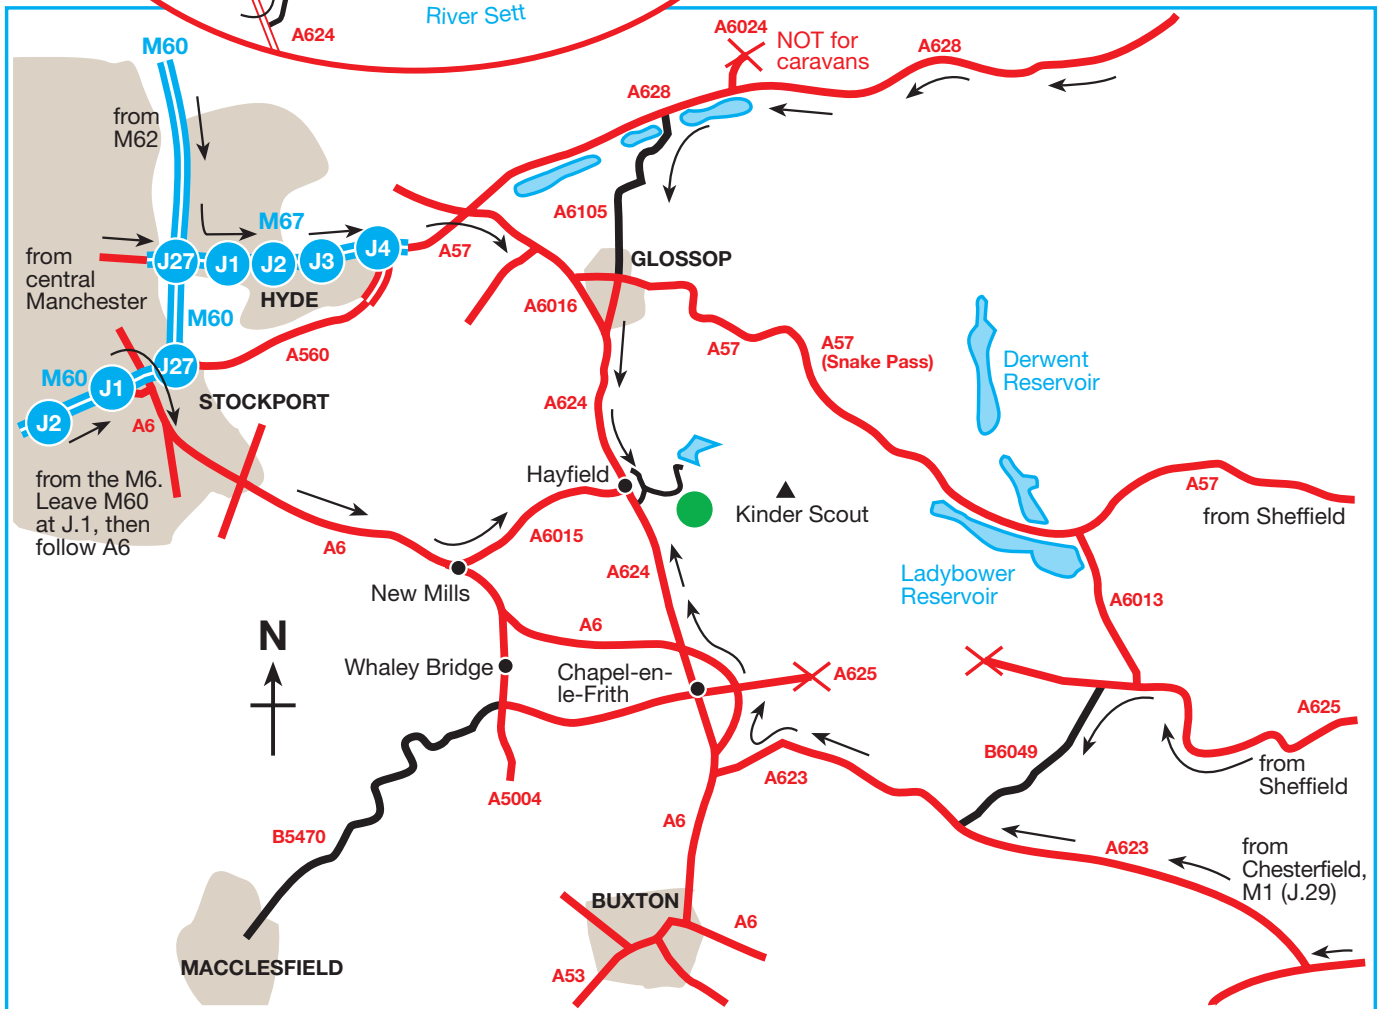 River Sett
A624
M60
A6024
NOT for
caravans
A628
A628
from
M62
M67
A6105
J27
J1
J2
J3
J4
A57
from
central
Manchester
HYDE
GLOSSOP
M60
A6016
A560
A57
A57
(Snake Pass)
Derwent
Reservoir
J27
M60
J1
J2
A6
STOCKPORT
A624
from the M6.
Leave M60
at J.1, then
follow A6
Hayfield
Kinder Scout
A57
from Sheffield
A6
A6015
A624
New Mills
Ladybower
Reservoir
A6013
N
A6
Whaley Bridge
Chapel-en-
le-Frith
A625
A625
B6049
from
Sheffield
A5004
A623
A6
B5470
A623
from
Chesterfield,
M1 (J.29)
BUXTON
A6
MACCLESFIELD
A53